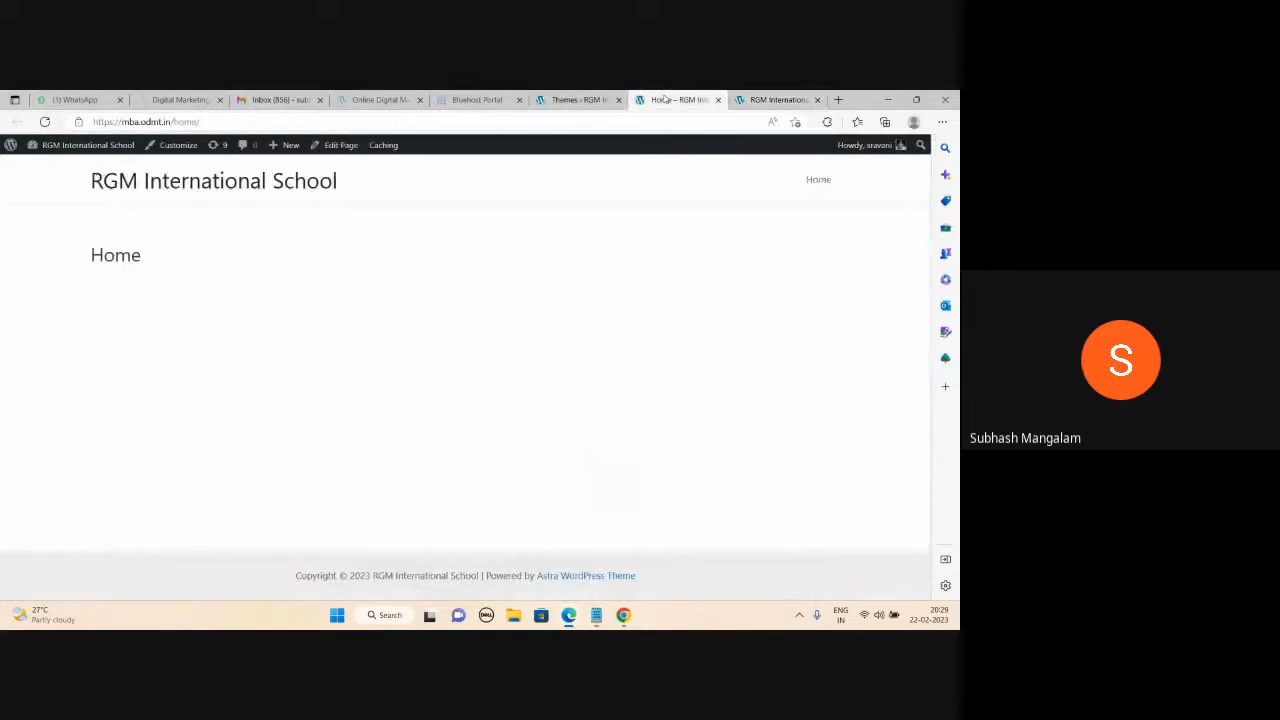 (1) WhatsApp
Digital Marketing
Inbox (856) - sub
Online Digital M
Bluehost Portal
Themes ‹ RGM In
Home – RGM Int
RGM Internationa
https://mba.odmt.in/home/
RGM International School
Customize
9
0
New
Edit Page
Caching
Howdy, sravani
RGM International School
Home
Home
Copyright © 2023 RGM International School | Powered by Astra WordPress Theme
27°C
Partly cloudy
Search
DELL
ENG
IN
20:29
22-02-2023
S
Subhash Mangalam